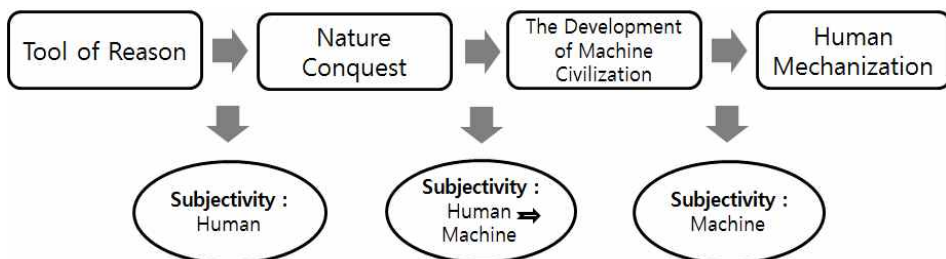 Tool of Reason
Nature
Conquest
The Development
of Machine
Civilization
Human
Mechanization
Subjectivity :
Human
Subjectivity :
Human ⇒
Machine
Subjectivity :
Machine